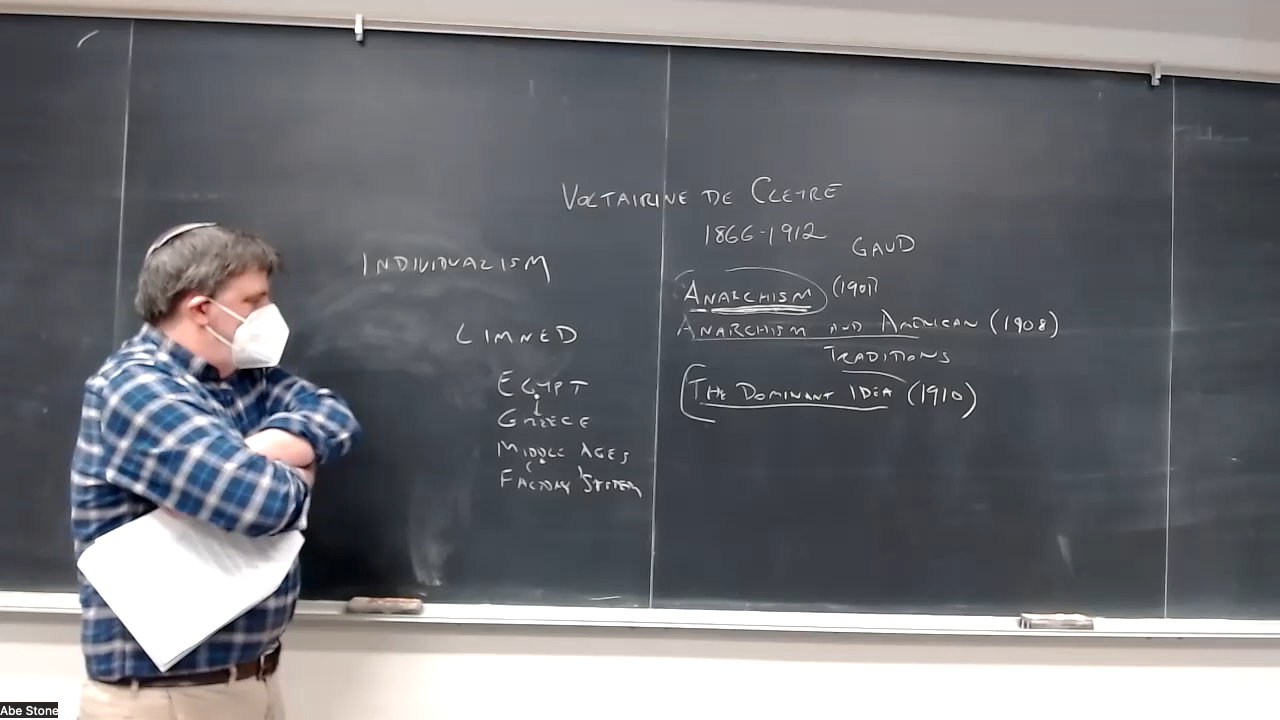 VOLTAIRINE DE CLEYRE
1866-1912
GAUD
INDIVIDUALISM
ANARCHISM (1901)
ANARCHISM AND AMERICAN (1908)
TRADITIONS
LIMNED
THE DOMINANT IDEA (1910)
EGYPT
GREECE
MIDDLE AGES
FACTORY SYSTEM
Abe Stone